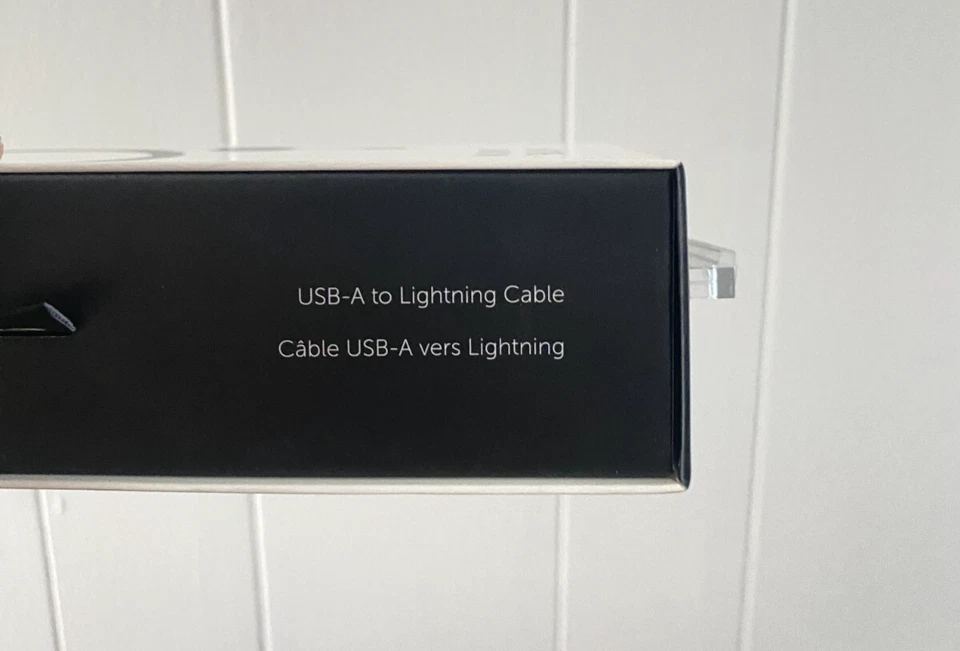 USB-A to Lightning Cable
Câble USB-A vers Lightning